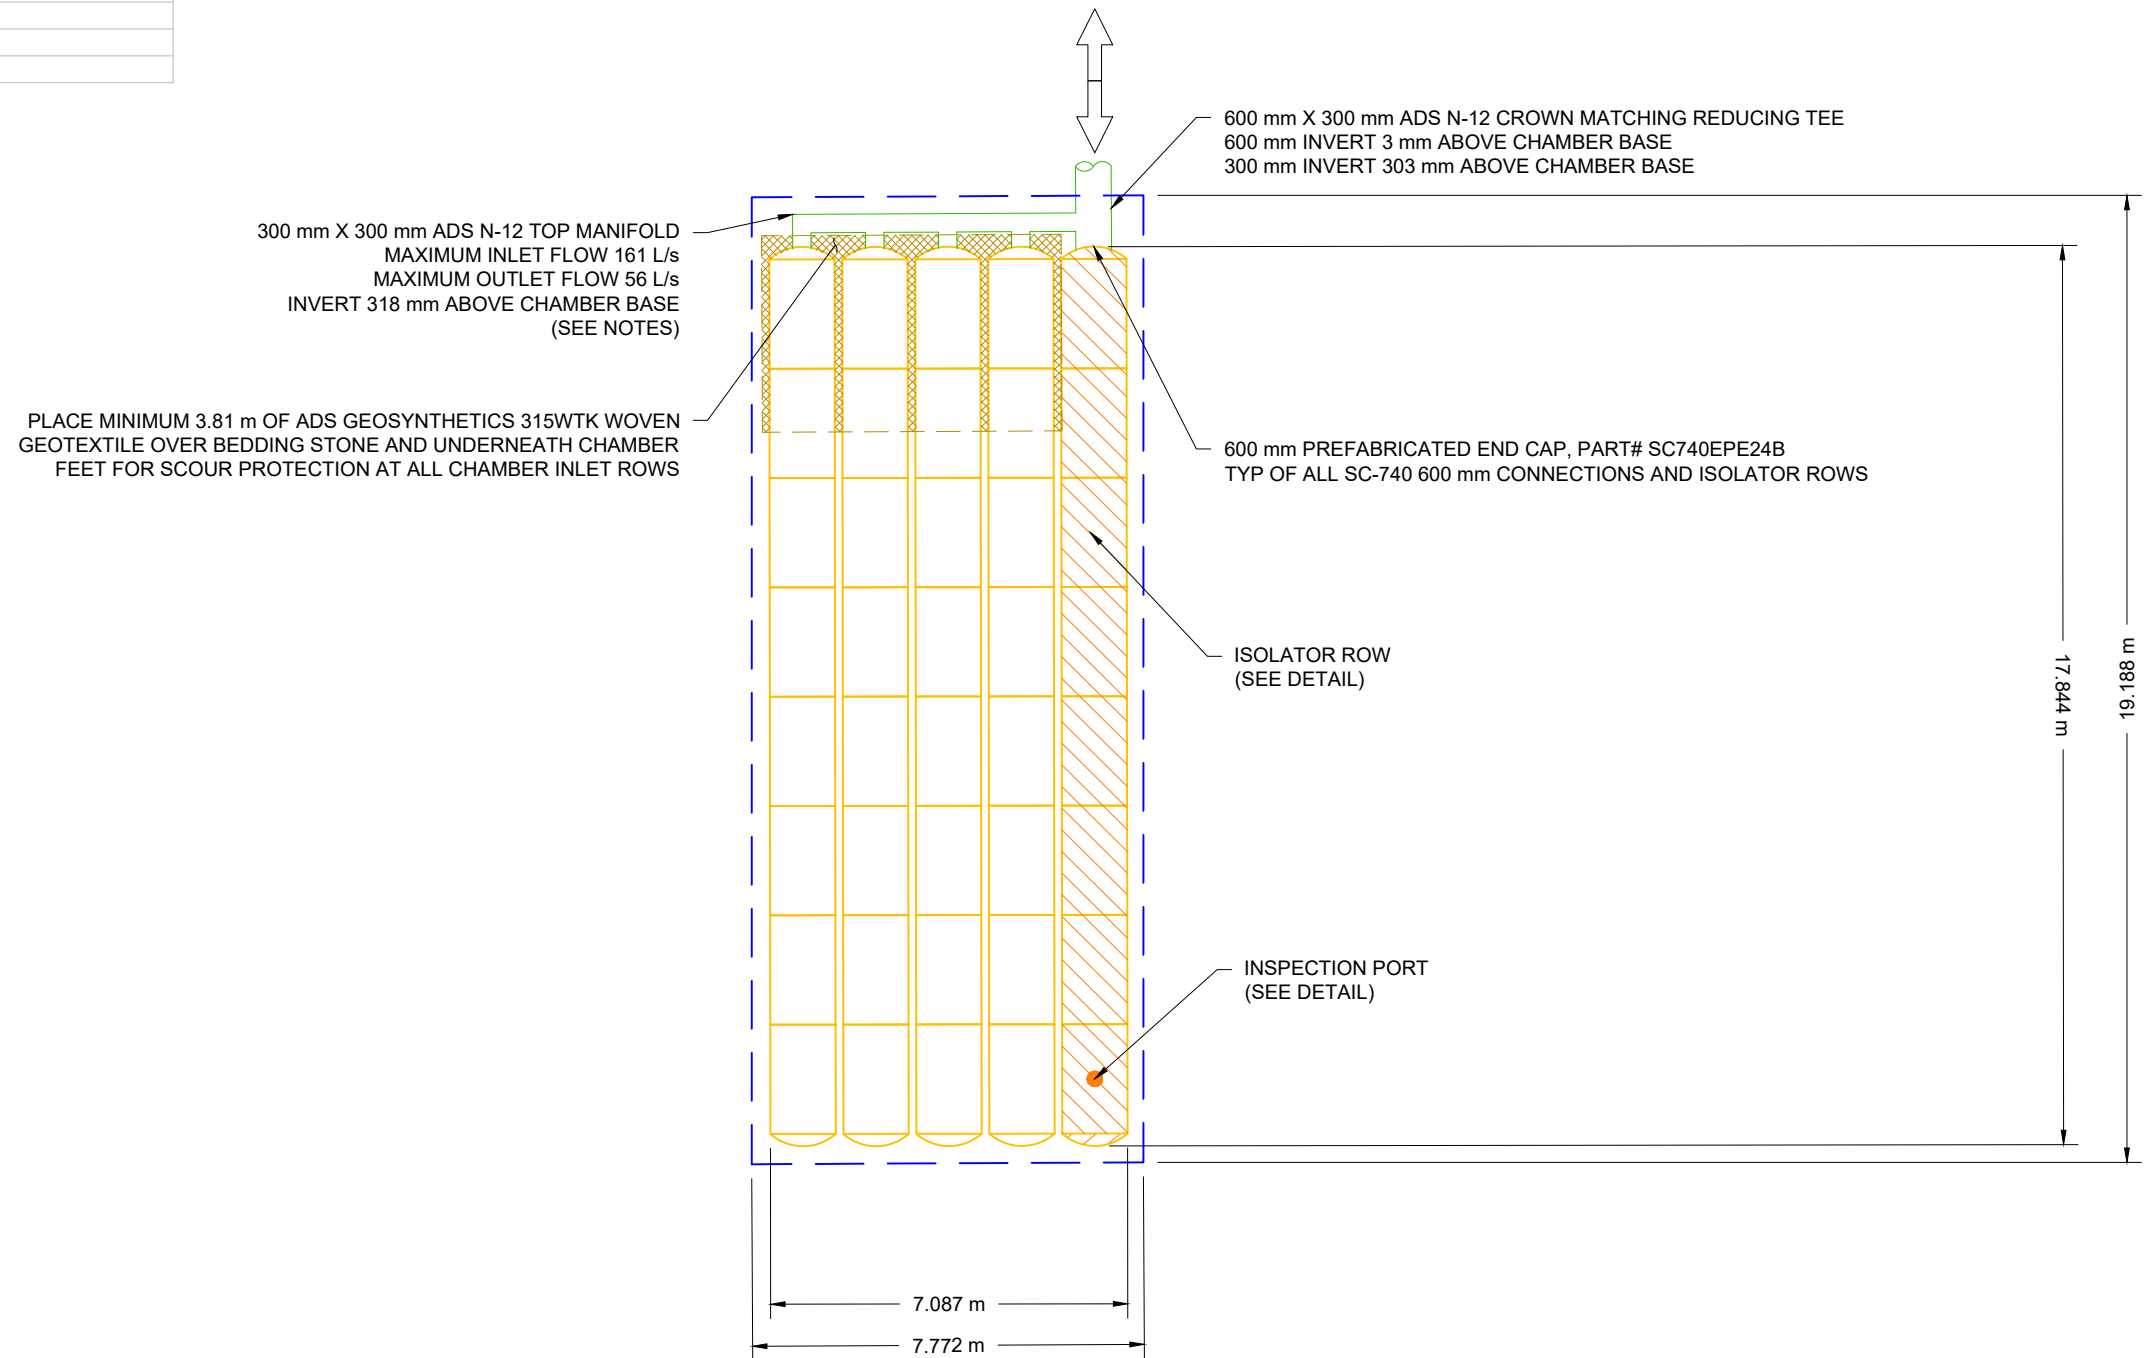 600 mm X 300 mm ADS N-12 CROWN MATCHING REDUCING TEE
600 mm INVERT 3 mm ABOVE CHAMBER BASE
300 mm INVERT 303 mm ABOVE CHAMBER BASE
300 mm X 300 mm ADS N-12 TOP MANIFOLD
MAXIMUM INLET FLOW 161 L/s
MAXIMUM OUTLET FLOW 56 L/s
INVERT 318 mm ABOVE CHAMBER BASE
(SEE NOTES)
PLACE MINIMUM 3.81 m OF ADS GEOSYNTHETICS 315WTK WOVEN
GEOTEXTILE OVER BEDDING STONE AND UNDERNEATH CHAMBER
FEET FOR SCOUR PROTECTION AT ALL CHAMBER INLET ROWS
600 mm PREFABRICATED END CAP, PART# SC740EPE24B
TYP OF ALL SC-740 600 mm CONNECTIONS AND ISOLATOR ROWS
ISOLATOR ROW
(SEE DETAIL)
17.844 m
19.188 m
INSPECTION PORT
(SEE DETAIL)
7.087 m
7.772 m